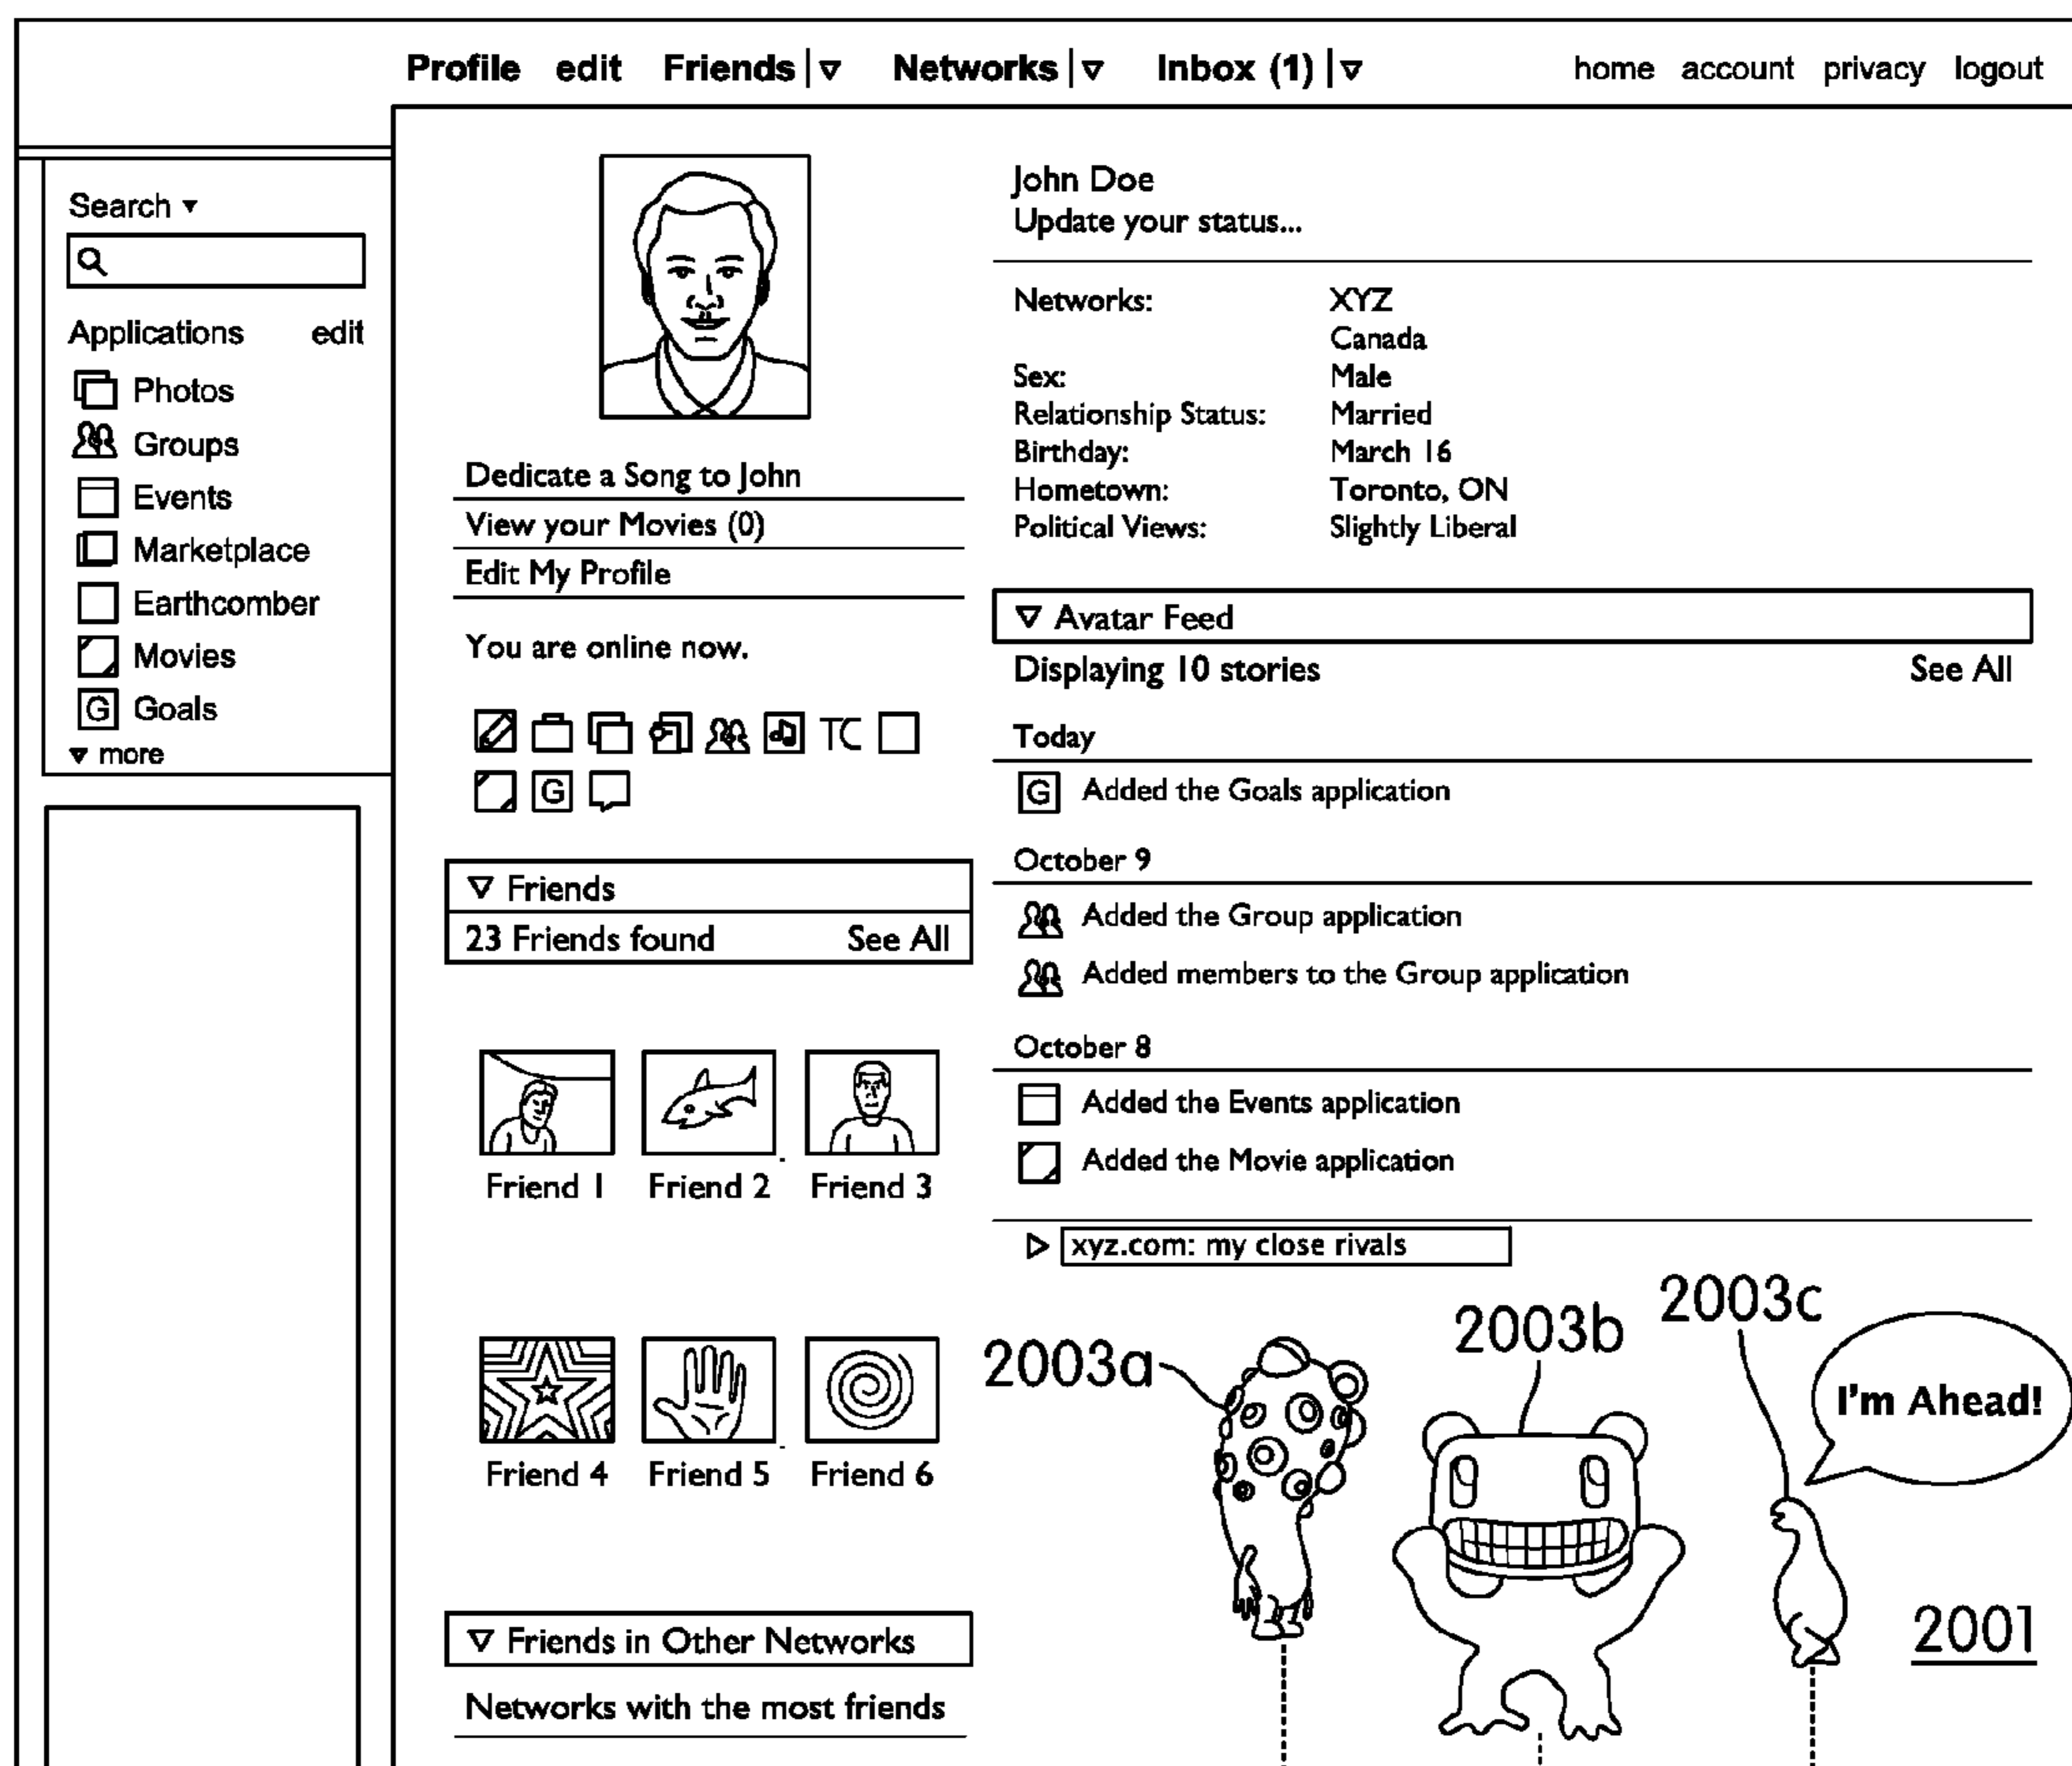 Profile edit Friends Networks Inbox (1) home account privacy logout
Search
Applications edit
Photos
Groups
Events
Marketplace
Earthcomber
Movies
G Goals
more
Dedicate a Song to John
View your Movies (0)
Edit My Profile
You are online now.
TC
G
Friends
23 Friends found See All
Friend 1 Friend 2 Friend 3
Friend 4 Friend 5 Friend 6
Friends in Other Networks
Networks with the most friends
John Doe
Update your status...
Networks: XYZ
Canada
Sex: Male
Relationship Status: Married
Birthday: March 16
Hometown: Toronto, ON
Political Views: Slightly Liberal
Avatar Feed
Displaying 10 stories See All
Today
G Added the Goals application
October 9
Added the Group application
Added members to the Group application
October 8
Added the Events application
Added the Movie application
xyz.com: my close rivals
2003a
2003b
2003c
I'm Ahead!
2001